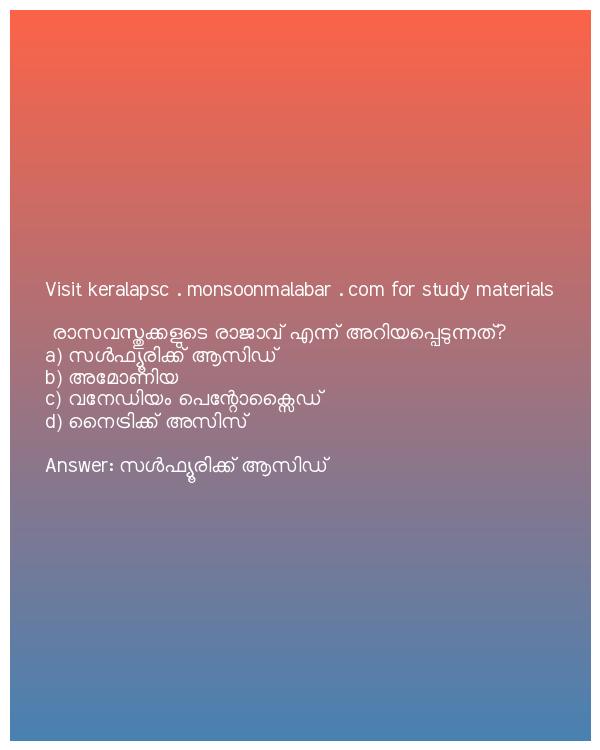 Visit keralapsc . monsoonmalabar . com for study materials
രാസവസ്തുക്കളുടെ രാജാവ് എന്ന് അറിയപ്പെടുന്നത്?
a) സൾഫ്യൂരിക്ക് ആസിഡ്
b) അമോണിയ
c) വനേഡിയം പെന്റോക്സൈഡ്
d) നൈട്രിക്ക് അസിസ്
Answer: സൾഫ്യൂരിക്ക് ആസിഡ്